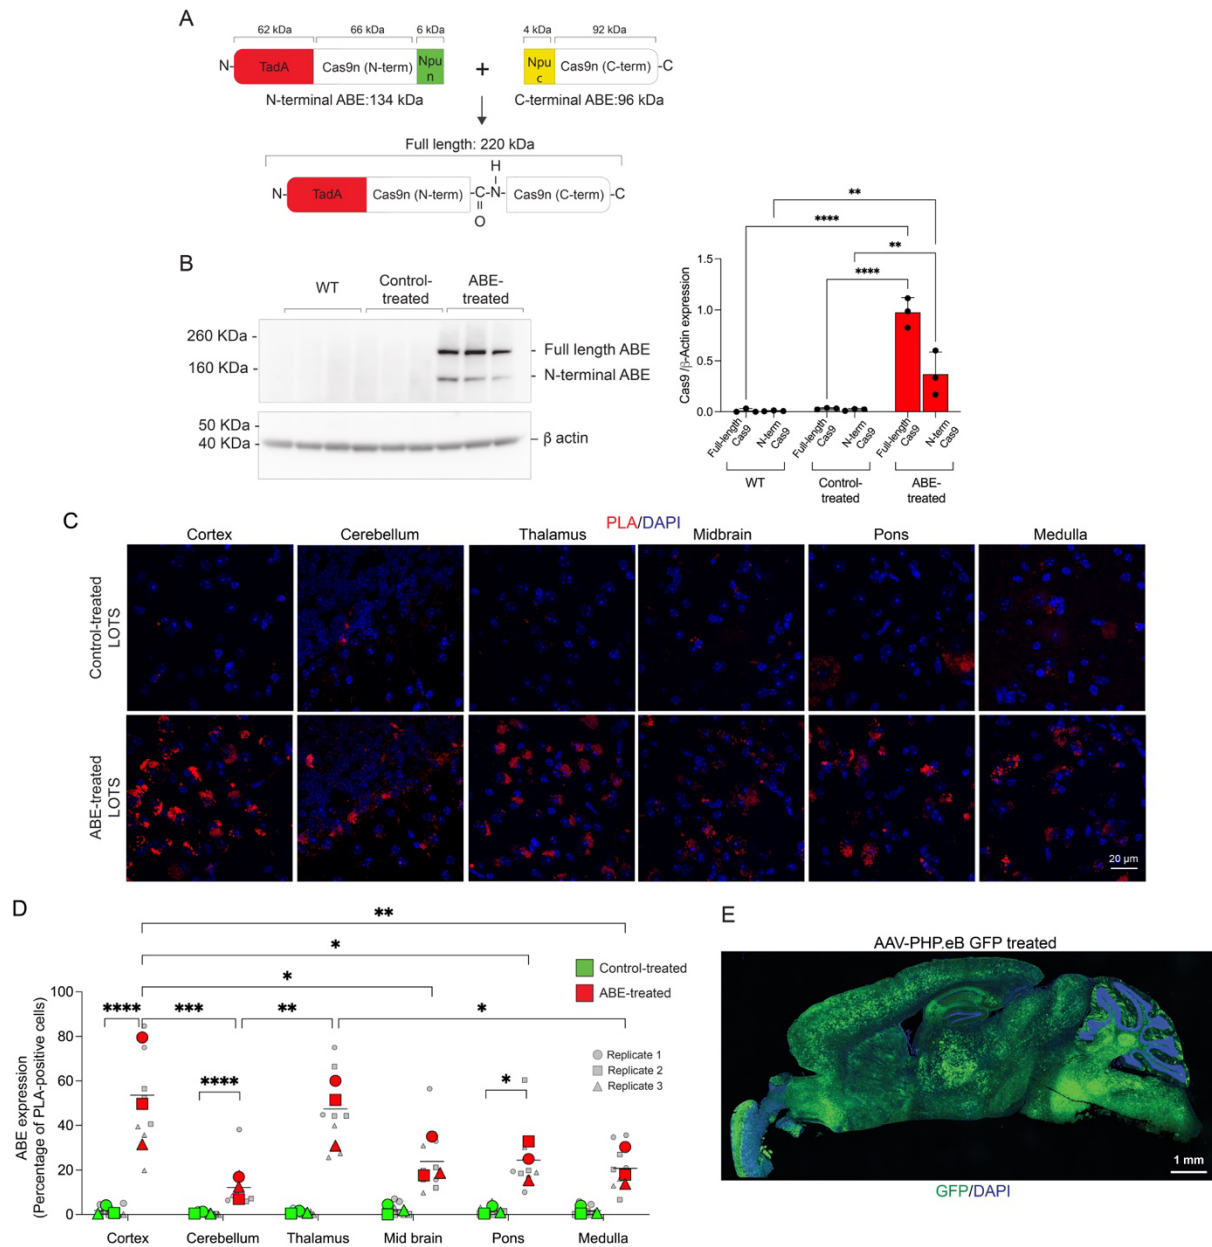 A
62 kDa
66 kDa
6 kDa
4 kDa
92 kDa
N-
TadA
Cas9n (N-term)
Npu
n
+
Npu
c
Cas9n (C-term)
-C
N-terminal ABE:134 kDa
C-terminal ABE:96 kDa
Full length: 220 kDa
H
N-
TadA
Cas9n (N-term)
-C-N-
Cas9n (C-term)
-C
O
B
WT
Control-
treated
ABE-
treated
260 KDa -
160 KDa -
- Full length ABE
- N-terminal ABE
50 KDa -
40 KDa -
- β actin
**
****
**
****
Cas9 /β-Actin expression
1.5
1.0
0.5
0.0
Full-length
Cas9
N-term
Cas9
Full-length
Cas9
N-term
Cas9
Full-length
Cas9
N-term
Cas9
WT
Control-
treated
ABE-
treated
C
PLA/DAPI
Cortex
Cerebellum
Thalamus
Midbrain
Pons
Medulla
Control-treated
LOTS
ABE-treated
LOTS
20 µm
D
**
*
*
****
***
**
*
****
*
Control-treated
ABE-treated
Replicate 1
Replicate 2
Replicate 3
ABE expression
(Percentage of PLA-positive cells)
100
80
60
40
20
0
Cortex
Cerebellum
Thalamus
Mid brain
Pons
Medulla
E
AAV-PHP.eB GFP treated
1 mm
GFP/DAPI